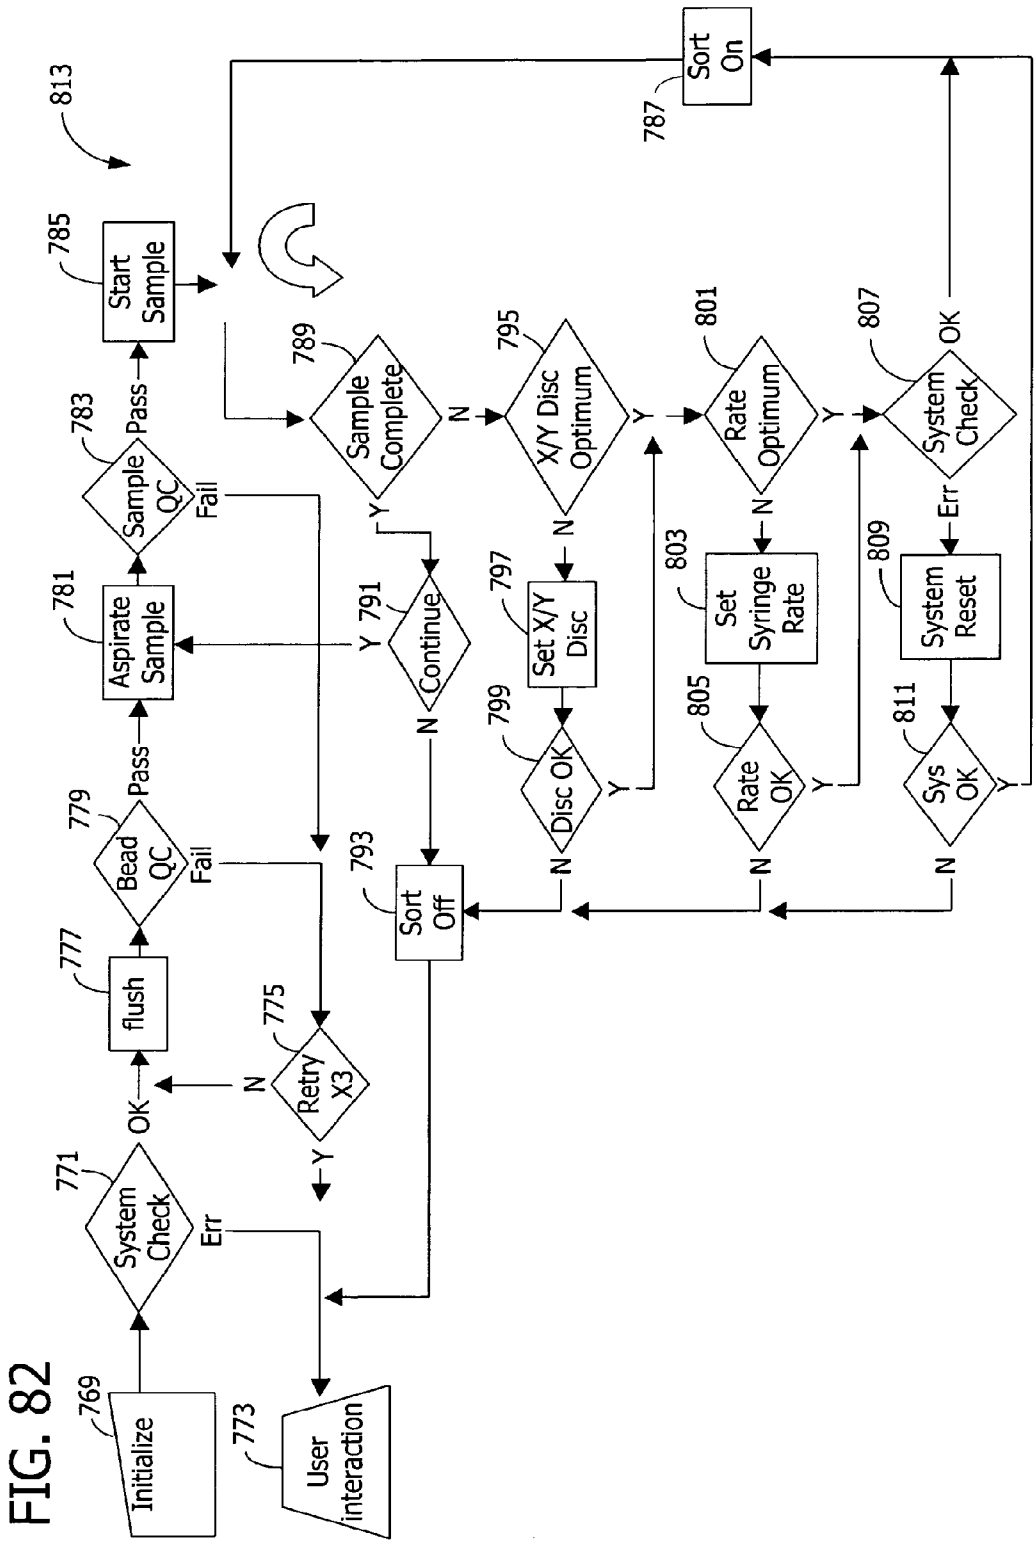 FIG. 82
769
Initialize
771
System
Check
OK
Err
773
User
interaction
775
Retry
X3
N
Y
777
flush
779
Bead
QC
Pass
Fail
781
Aspirate
Sample
783
Sample
QC
Pass
Fail
785
Start
Sample
813
787
Sort
On
789
Sample
Complete
Y
N
791
Continue
Y
N
793
Sort
Off
795
X/Y Disc
Optimum
N
Y
797
Set X/Y
Disc
799
Disc OK
N
Y
801
Rate
Optimum
N
Y
803
Set
Syringe
Rate
805
Rate
OK
N
Y
807
System
Check
OK
Err
809
System
Reset
811
Sys
OK
N
Y